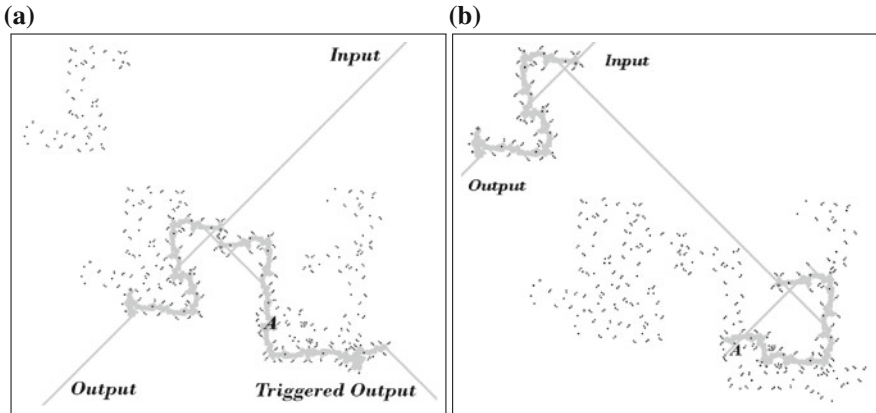 (a)
Input
A
Output
Triggered Output
(b)
Input
Output
A